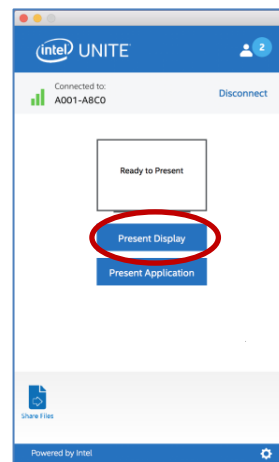 intel UNITE
2
Connected to:
A001-A8C0
Disconnect
Ready to Present
Present Display
Present Application
Share Files
Powered by Intel